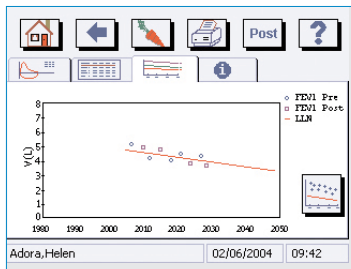 Post ?
i
FEV1 Pre
FEV1 Post
LLN
V(L)
8
7
6
5
4
3
2
1
0
1980 1990 2000 2010 2020 2030 2040 2050
Adora,Helen 02/06/2004 09:42